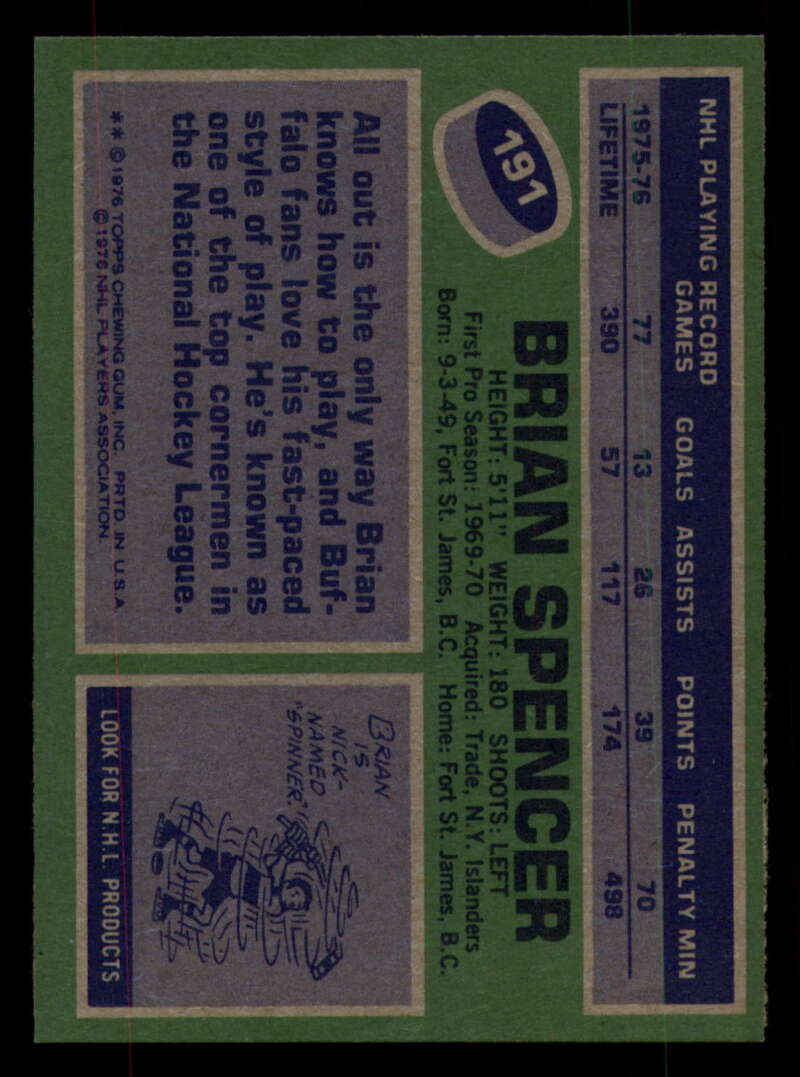 NHL PLAYING RECORD
GAMES GOALS ASSISTS POINTS PENALTY MIN
1975-76 77 13 26 39 70
LIFETIME 390 57 117 174 498
191
BRIAN SPENCER
HEIGHT: 5'11" WEIGHT: 180 SHOOTS: LEFT
First Pro Season: 1969-70 Acquired: Trade, N.Y. Islanders
Born: 9-3-49, Fort St. James, B.C. Home: Fort St. James, B.C.
All out is the only way Brian
knows how to play, and Buf-
falo fans love his fast-paced
style of play. He's known as
one of the top cornermen in
the National Hockey League.
** © 1976 TOPPS CHEWING GUM, INC. PRTD. IN U.S.A
© 1976 NHL PLAYERS ASSOCIATION.
BRIAN
IS
NICK-
NAMED
"SPINNER."
LOOK FOR N.H.L. PRODUCTS